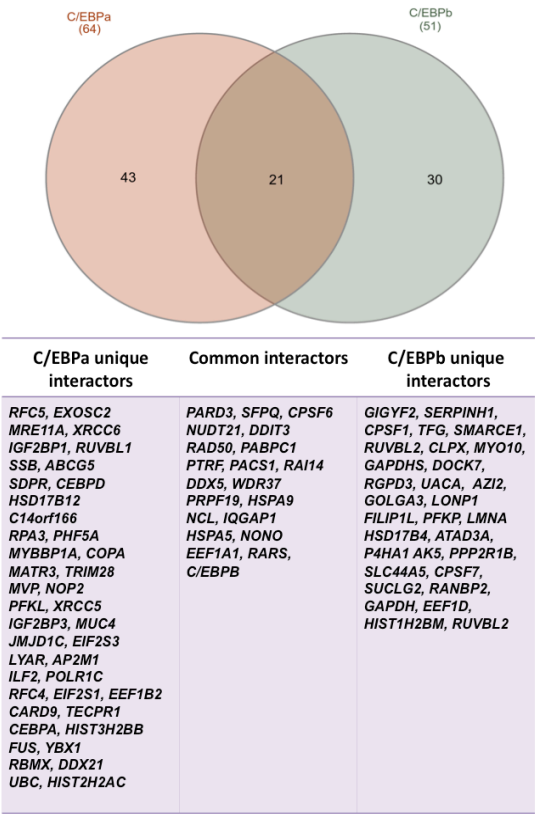 C/EBPa
(64)
C/EBPb
(51)
43
21
30
C/EBPa unique
interactors
Common interactors
C/EBPb unique
interactors
RFC5, EXOSC2
MRE11A, XRCC6
IGF2BP1, RUVBL1
SSB, ABCG5
SDPR, CEBPD
HSD17B12
C14orf166
RPA3, PHF5A
MYBBP1A, COPA
MATR3, TRIM28
MVP, NOP2
PFKL, XRCC5
IGF2BP3, MUC4
JMJD1C, EIF2S3
LYAR, AP2M1
ILF2, POLR1C
RFC4, EIF2S1, EEF1B2
CARD9, TECPR1
CEBPA, HIST3H2BB
FUS, YBX1
RBMX, DDX21
UBC, HIST2H2AC
PARD3, SFPQ, CPSF6
NUDT21, DDIT3
RAD50, PABPC1
PTRF, PACS1, RAI14
DDX5, WDR37
PRPF19, HSPA9
NCL, IQGAP1
HSPA5, NONO
EEF1A1, RARS,
C/EBPB
GIGYF2, SERPINH1,
CPSF1, TFG, SMARCE1,
RUVBL2, CLPX, MYO10,
GAPDHS, DOCK7,
RGPD3, UACA, AZI2,
GOLGA3, LONP1
FILIP1L, PFKP, LMNA
HSD17B4, ATAD3A,
P4HA1 AK5, PPP2R1B,
SLC44A5, CPSF7,
SUCLG2, RANBP2,
GAPDH, EEF1D,
HIST1H2BM, RUVBL2